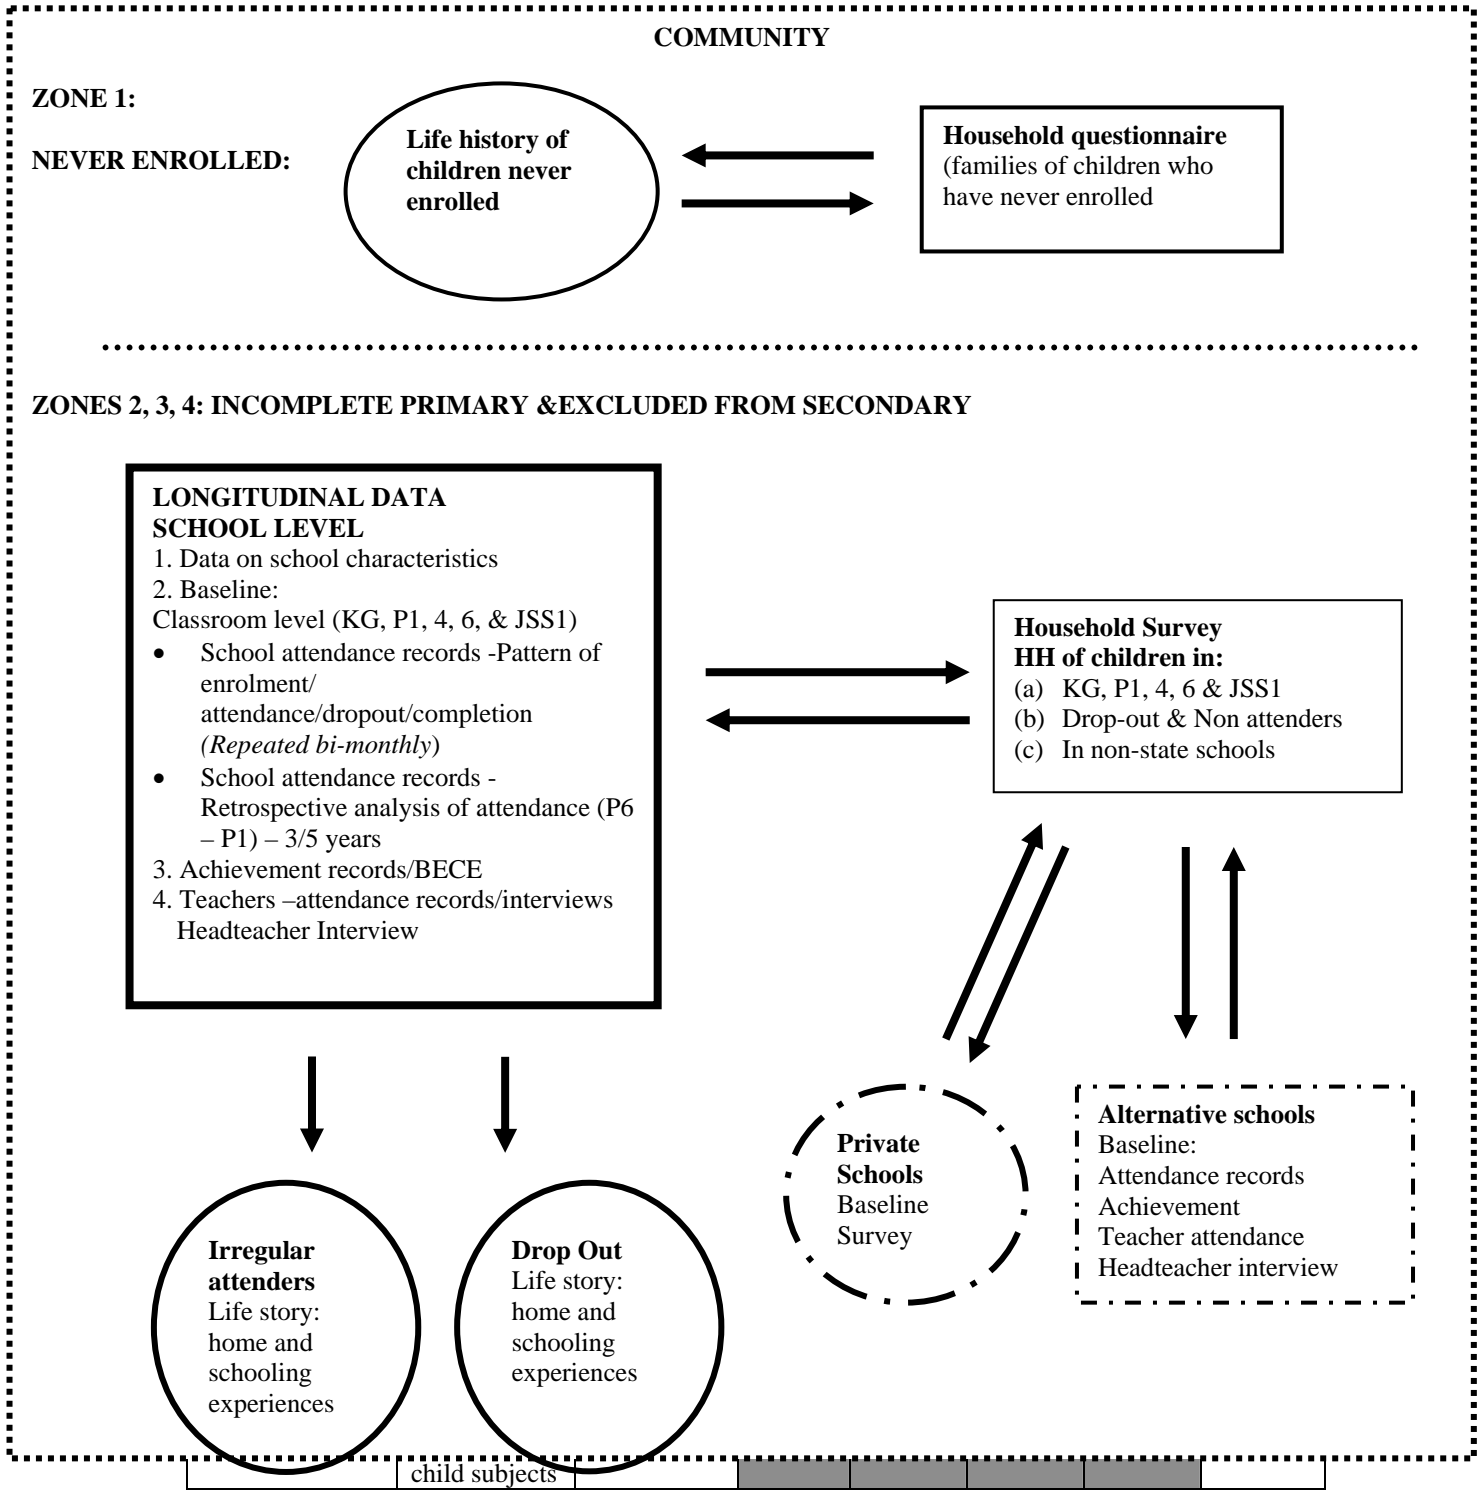 COMMUNITY
ZONE 1:
NEVER ENROLLED:
Life history of
children never
enrolled
Household questionnaire
(families of children who
have never enrolled
ZONES 2, 3, 4: INCOMPLETE PRIMARY &EXCLUDED FROM SECONDARY
LONGITUDINAL DATA
SCHOOL LEVEL
1. Data on school characteristics
2. Baseline:
Classroom level (KG, P1, 4, 6, & JSS1)
• School attendance records -Pattern of
enrolment/
attendance/dropout/completion
(Repeated bi-monthly)
• School attendance records -
Retrospective analysis of attendance (P6
– P1) – 3/5 years
3. Achievement records/BECE
4. Teachers –attendance records/interviews
Headteacher Interview
Household Survey
HH of children in:
(a) KG, P1, 4, 6 & JSS1
(b) Drop-out & Non attenders
(c) In non-state schools
Irregular
attenders
Life story:
home and
schooling
experiences
Drop Out
Life story:
home and
schooling
experiences
Private
Schools
Baseline
Survey
Alternative schools
Baseline:
Attendance records
Achievement
Teacher attendance
Headteacher interview
child subjects